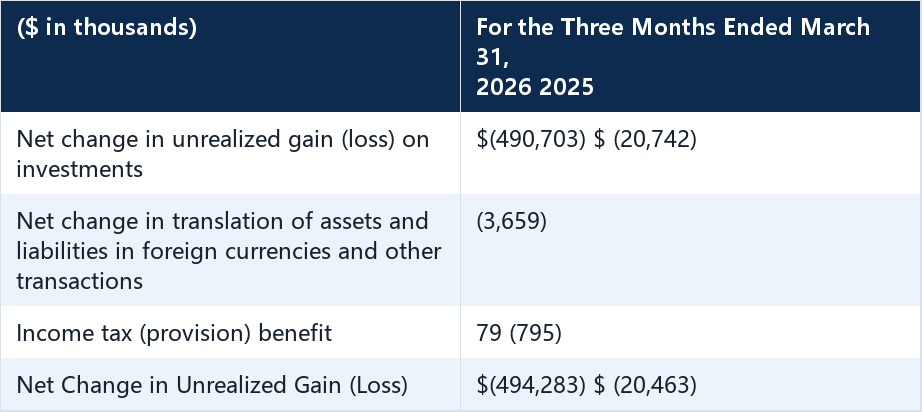 ($ in thousands)
For the Three Months Ended March
31,
2026 2025
Net change in unrealized gain (loss) on
investments
$(490,703) $ (20,742)
Net change in translation of assets and
liabilities in foreign currencies and other
transactions
(3,659)
Income tax (provision) benefit
79 (795)
Net Change in Unrealized Gain (Loss)
$(494,283) $ (20,463)